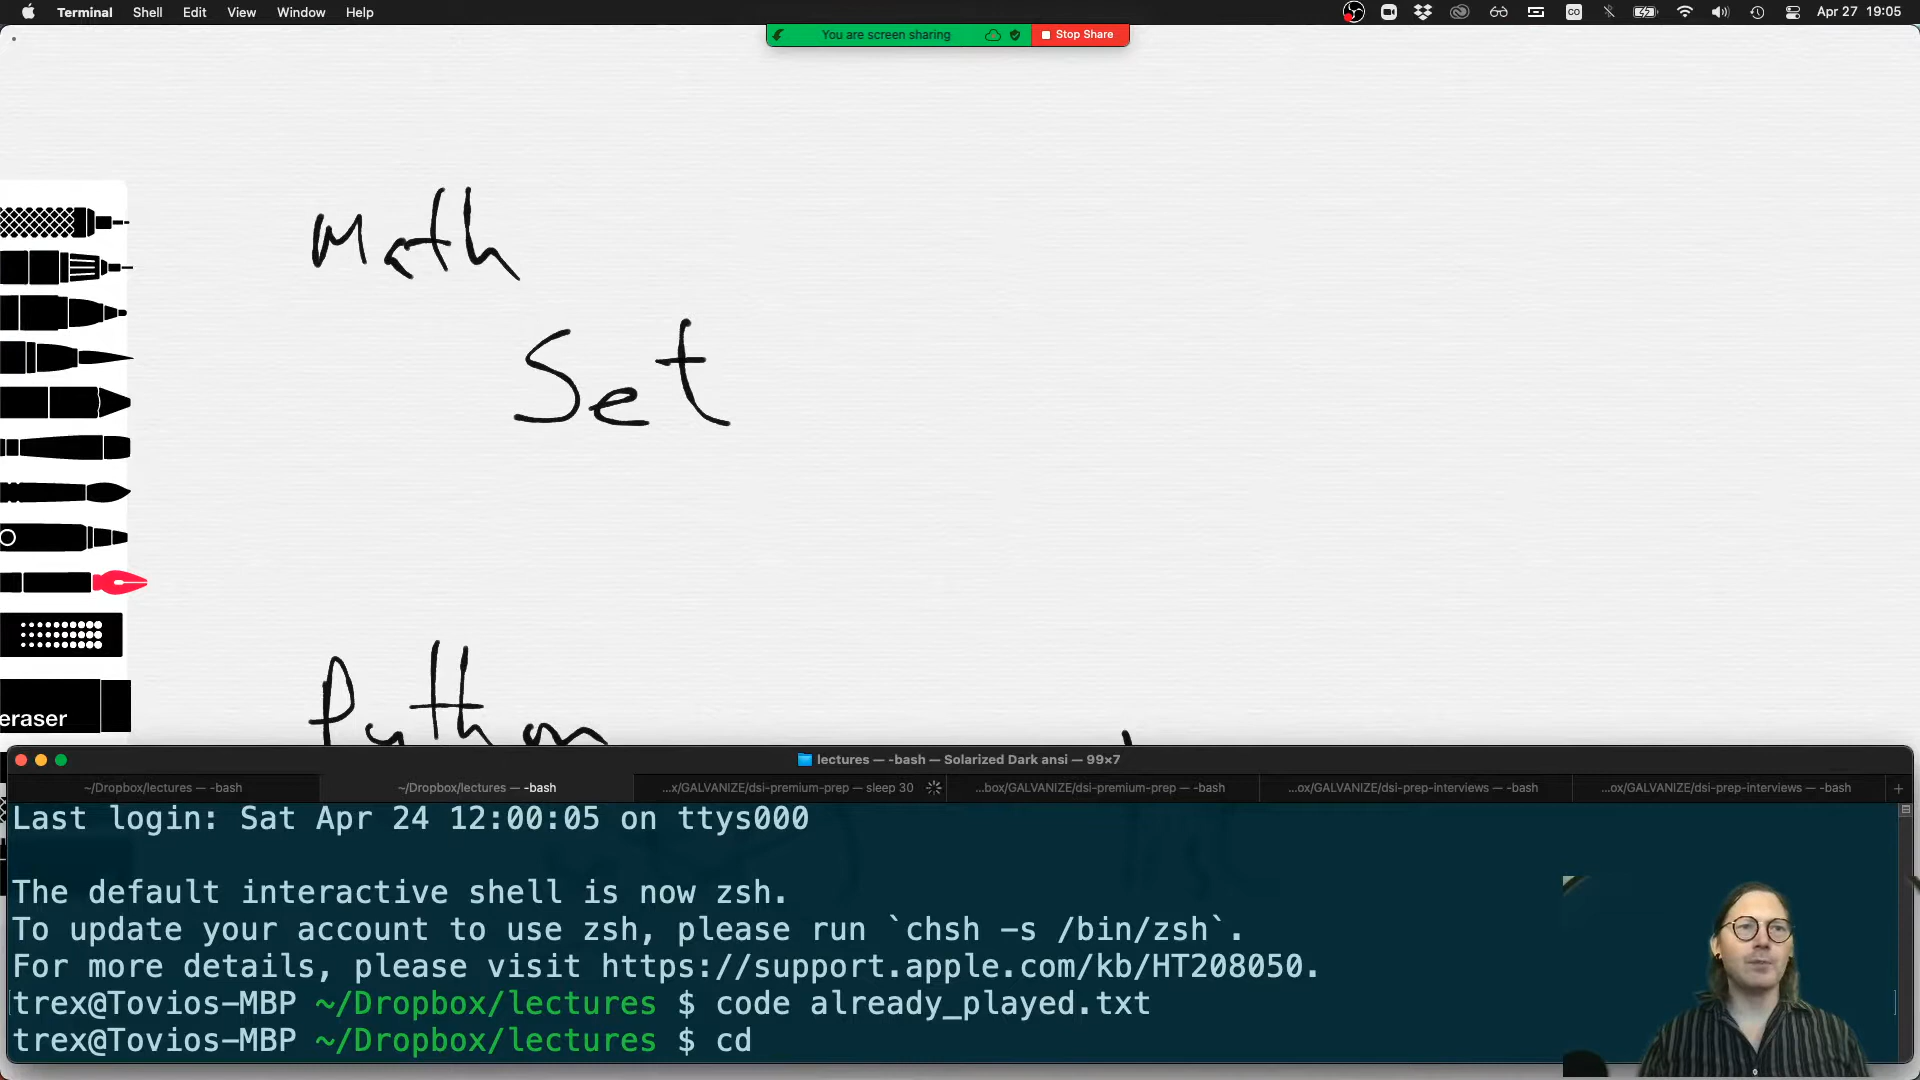 Terminal Shell Edit View Window Help Apr 27 19:05
You are screen sharing Stop Share
Math
Set
eraser
Python
lectures — -bash — Solarized Dark ansi — 99×7
~/Dropbox/lectures — -bash ~/Dropbox/lectures — -bash ...x/GALVANIZE/dsi-premium-prep — sleep 30 ...box/GALVANIZE/dsi-premium-prep — -bash ...ox/GALVANIZE/dsi-prep-interviews — -bash ...ox/GALVANIZE/dsi-prep-interviews — -bash +
Last login: Sat Apr 24 12:00:05 on ttys000
The default interactive shell is now zsh.
To update your account to use zsh, please run `chsh -s /bin/zsh`.
For more details, please visit https://support.apple.com/kb/HT208050.
trex@Tovios-MBP ~/Dropbox/lectures $ code already_played.txt
trex@Tovios-MBP ~/Dropbox/lectures $ cd